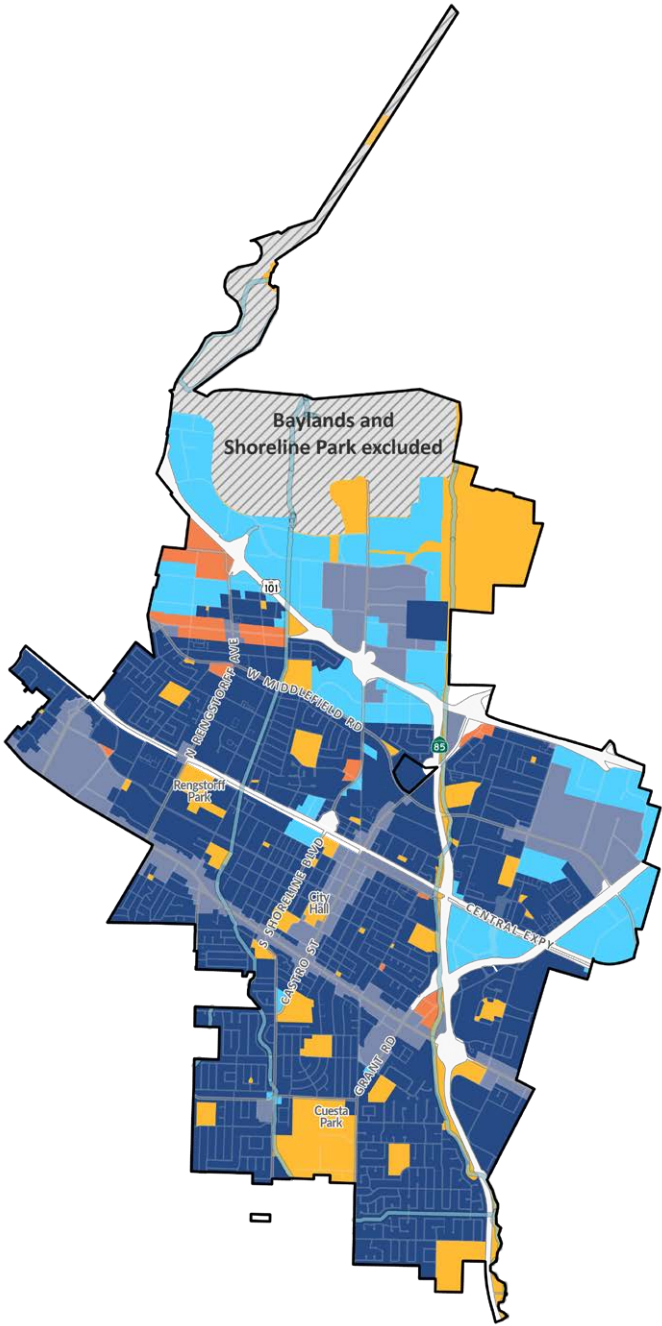 Baylands and
Shoreline Park excluded
101
N RENGSTORFF AVE
W MIDDLEFIELD RD
85
Rengstorff
Park
S SHORELINE BLVD
City
Hall
CENTRAL EXPY
CASTRO ST
GRANT RD
Cuesta
Park